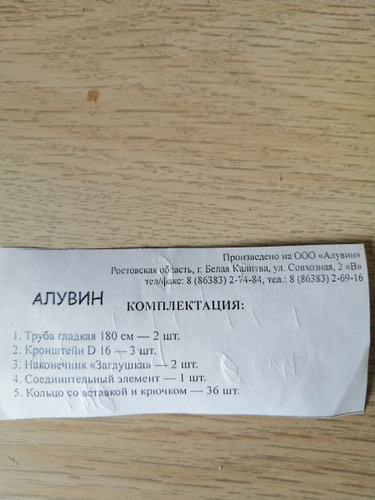 Произведено на ООО «Алувин»
Ростовская область, г. Белая Калитва, ул. Совхозная, 2 «В»
тел/факс: 8 (86383) 2-74-84, тел.: 8 (86383) 2-69-16
АЛУВИН
КОМПЛЕКТАЦИЯ:
1. Труба гладкая 180 см — 2 шт.
2. Кронштейн D 16 — 3 шт.
3. Наконечник «Заглушка» — 2 шт.
4. Соединительный элемент — 1 шт.
5. Кольцо со вставкой и крючком — 36 шт.